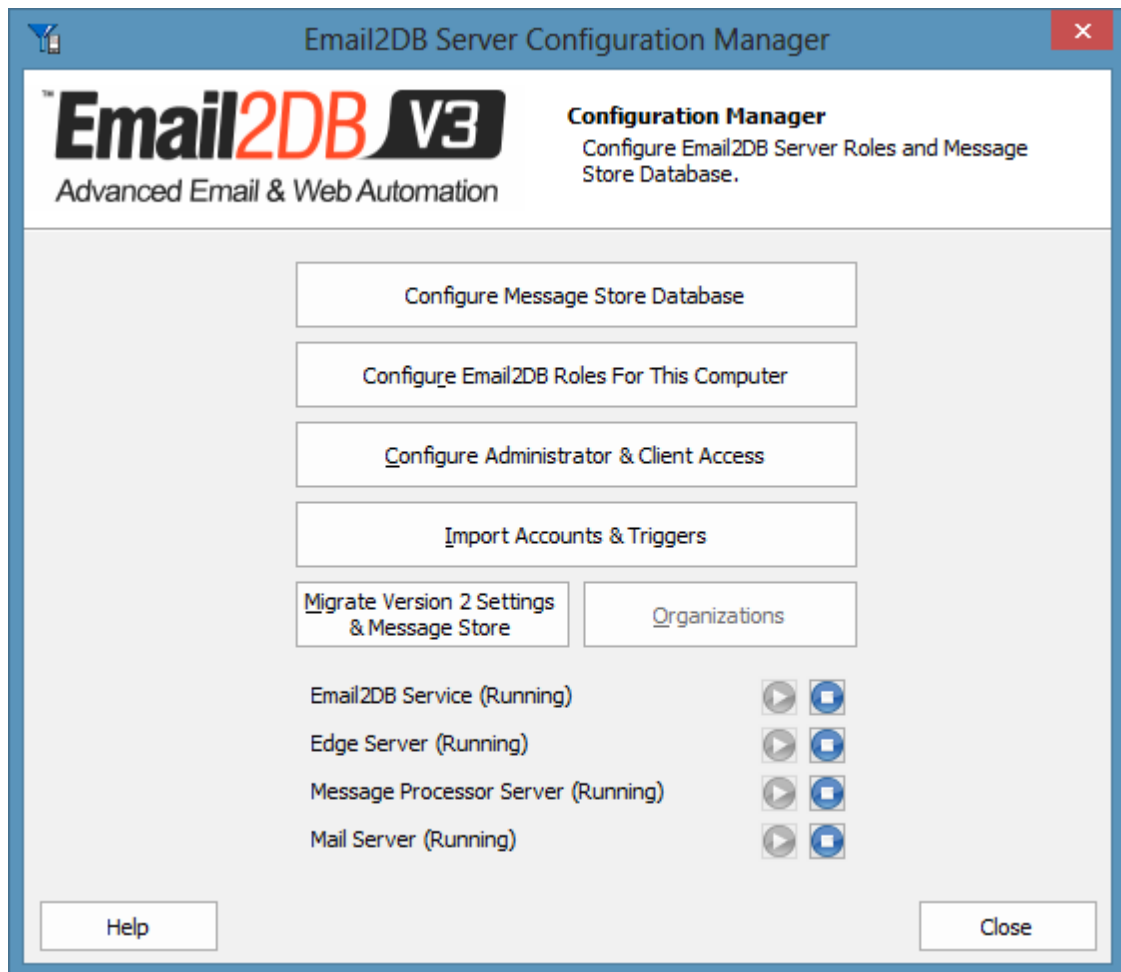 Email2DB Server Configuration Manager
™Email2DB V3
Advanced Email & Web Automation
Configuration Manager
Configure Email2DB Server Roles and Message
Store Database.
Configure Message Store Database
Configure Email2DB Roles For This Computer
Configure Administrator & Client Access
Import Accounts & Triggers
Migrate Version 2 Settings
& Message Store
Organizations
Email2DB Service (Running)
Edge Server (Running)
Message Processor Server (Running)
Mail Server (Running)
Help
Close